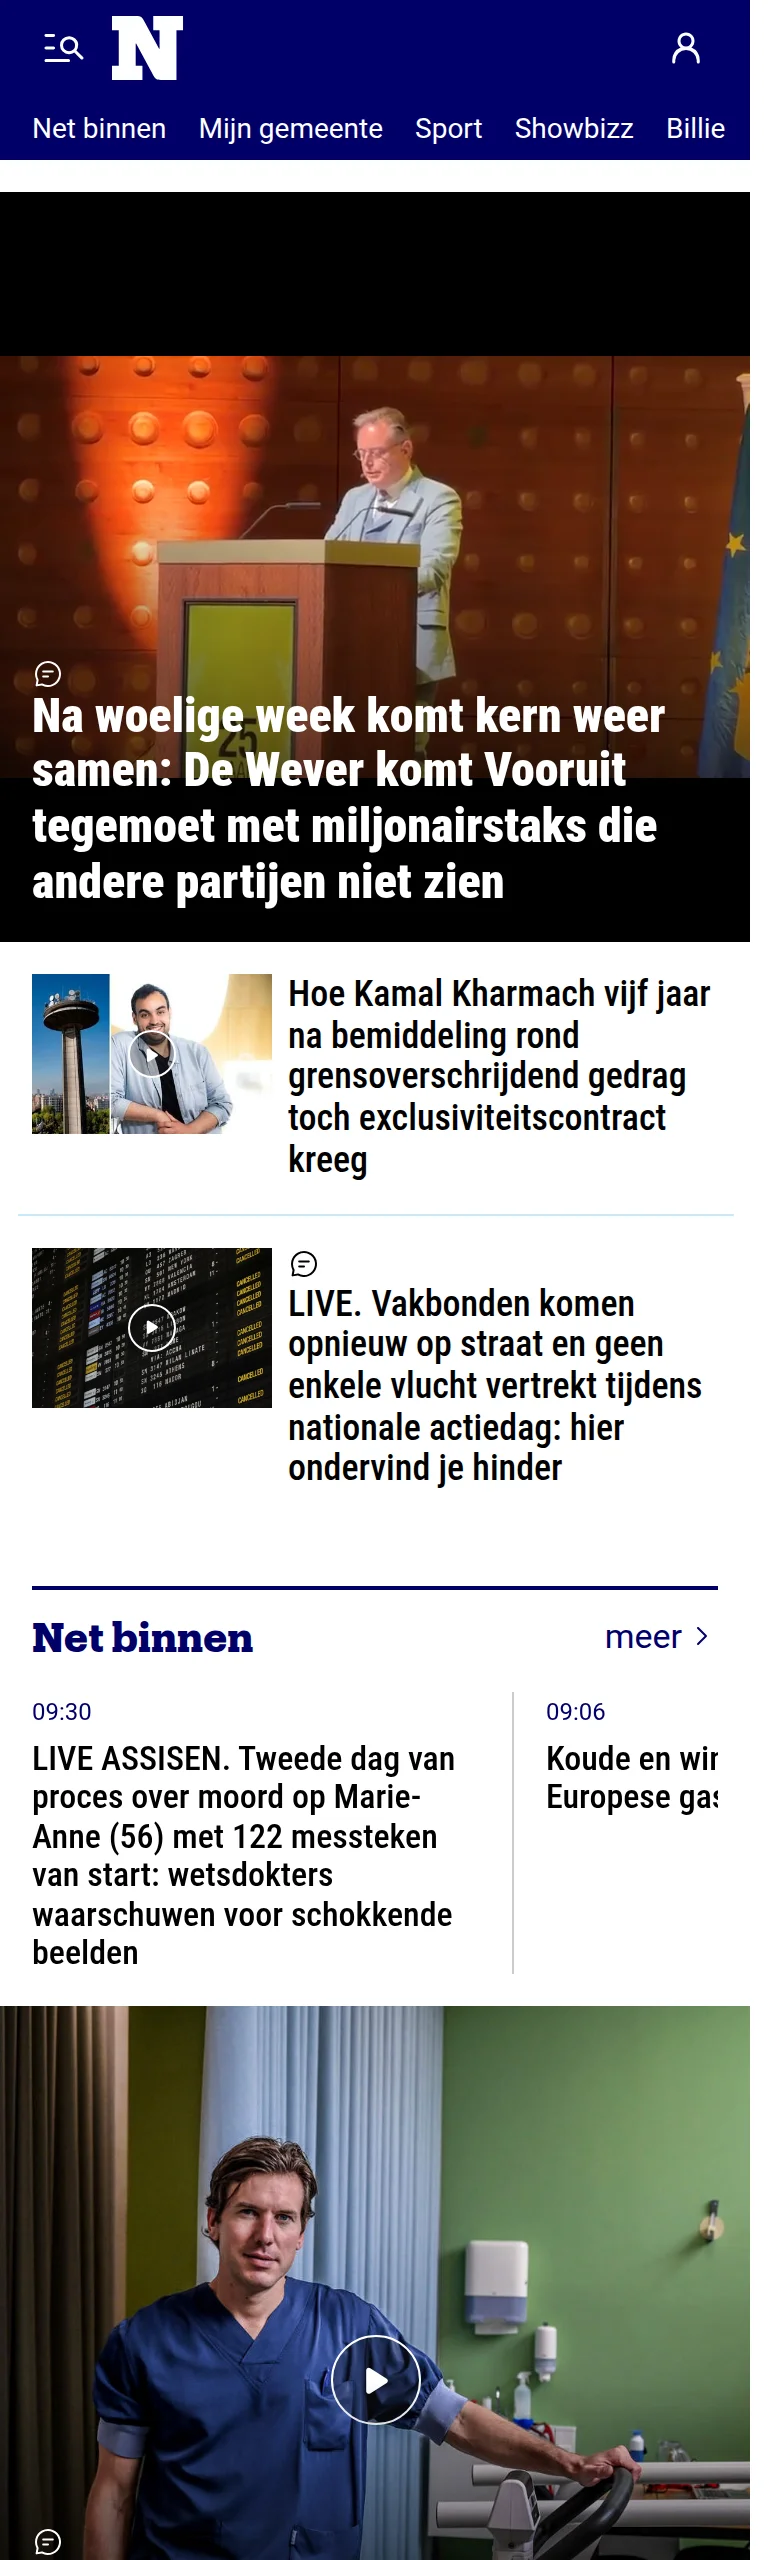 N
Net binnen Mijn gemeente Sport Showbizz Billie
25
Na woelige week komt kern weer
samen: De Wever komt Vooruit
tegemoet met miljonairstaks die
andere partijen niet zien
Hoe Kamal Kharmach vijf jaar
na bemiddeling rond
grensoverschrijdend gedrag
toch exclusiviteitscontract
kreeg
CANCELLED
LIVE. Vakbonden komen
opnieuw op straat en geen
enkele vlucht vertrekt tijdens
nationale actiedag: hier
ondervind je hinder
Net binnen
meer
09:30
LIVE ASSISEN. Tweede dag van
proces over moord op Marie-
Anne (56) met 122 messteken
van start: wetsdokters
waarschuwen voor schokkende
beelden
09:06
Koude en
Europese